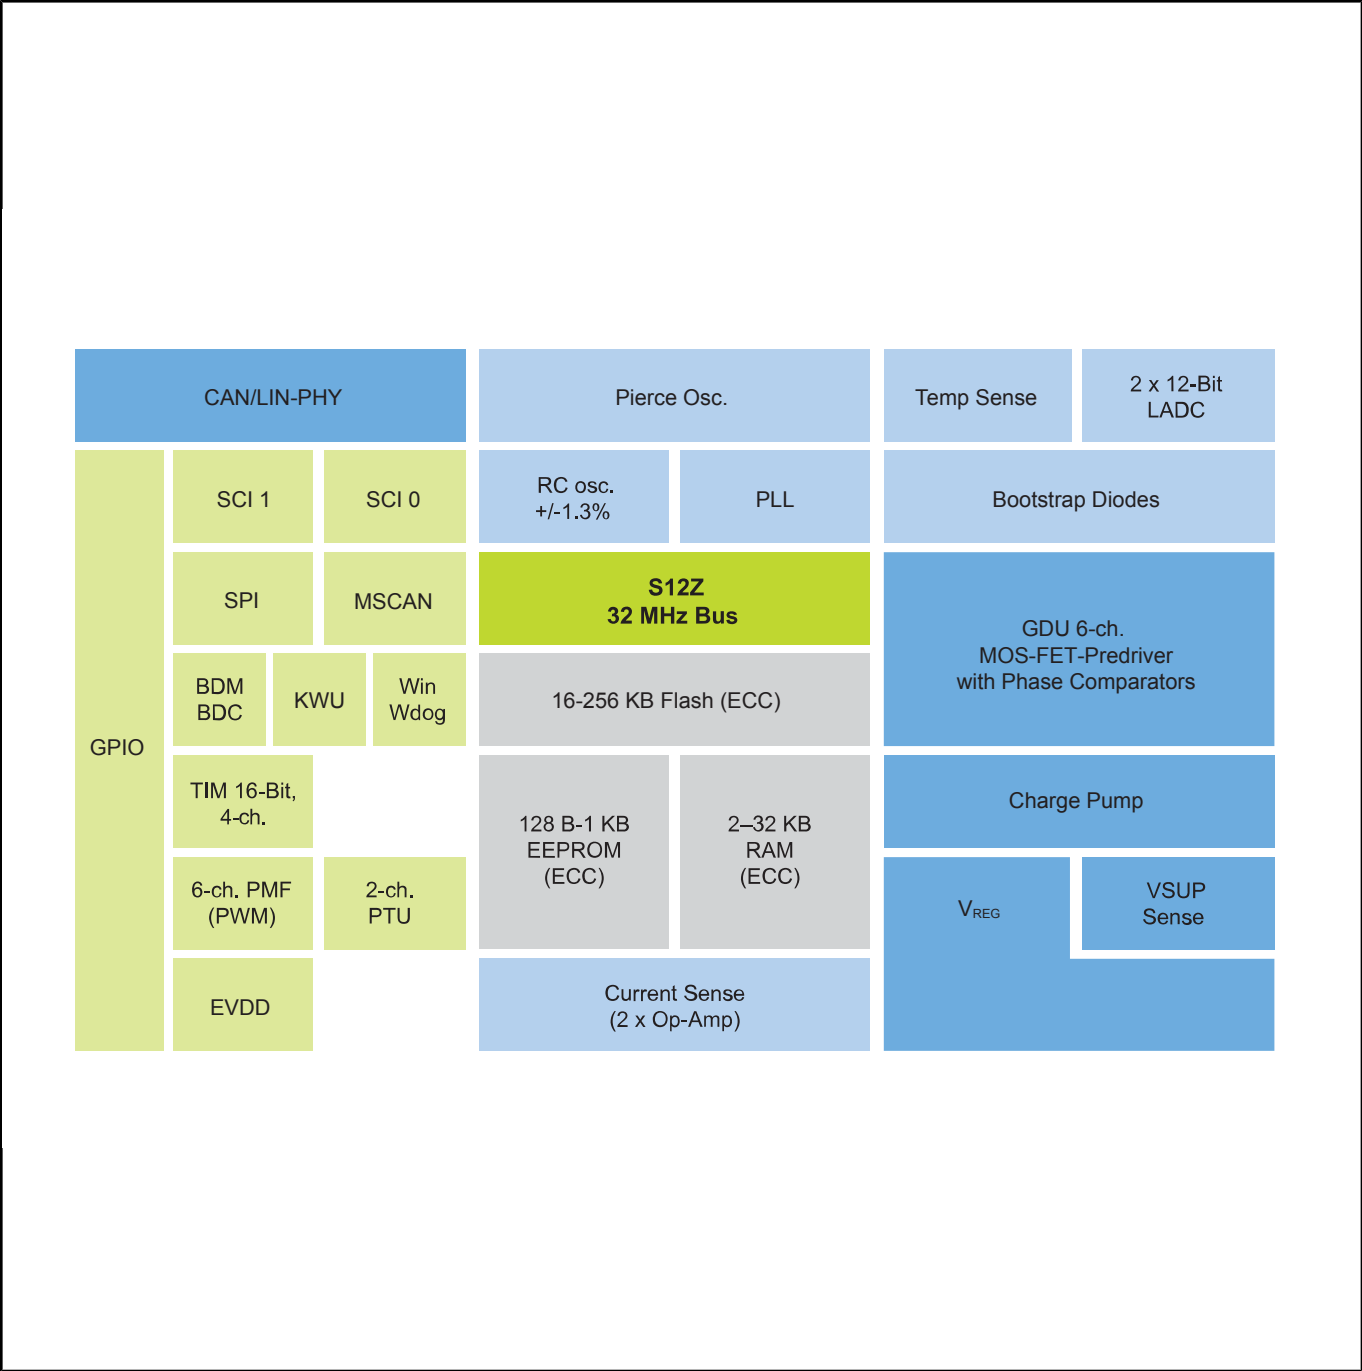 CAN/LIN-PHY
Pierce Osc.
Temp Sense
2 x 12-Bit
LADC
GPIO
SCI 1
SCI 0
RC osc.
+/-1.3%
PLL
Bootstrap Diodes
SPI
MSCAN
S12Z
32 MHz Bus
GDU 6-ch.
MOS-FET-Predriver
with Phase Comparators
BDM
BDC
KWU
Win
Wdog
16-256 KB Flash (ECC)
TIM 16-Bit,
4-ch.
128 B-1 KB
EEPROM
(ECC)
2–32 KB
RAM
(ECC)
Charge Pump
6-ch. PMF
(PWM)
2-ch.
PTU
VREG
VSUP
Sense
EVDD
Current Sense
(2 x Op-Amp)